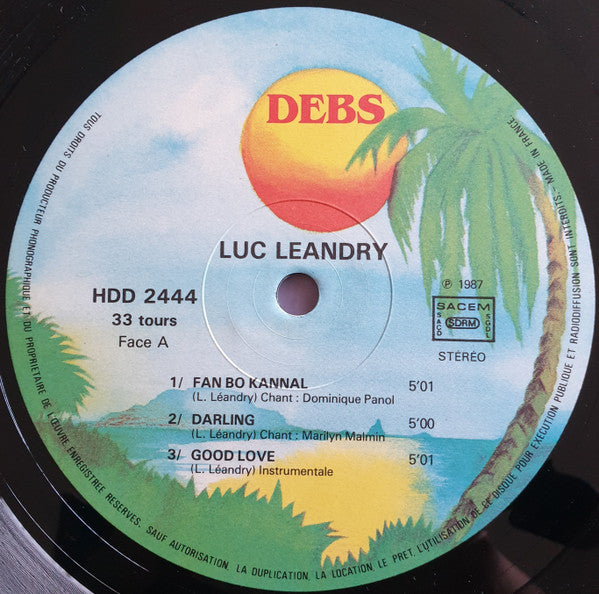 DEBS
LUC LEANDRY
HDD 2444
33 tours
Face A
℗ 1987
SACEM
SACD
SDRM
SGDL
STÉRÉO
1/ FAN BO KANNAL 5'01
(L. Léandry) Chant : Dominique Panol
2/ DARLING 5'00
(L. Léandry) Chant : Marilyn Malmin
3/ GOOD LOVE 5'01
(L. Léandry) Instrumentale
TOUS DROITS DU PRODUCTEUR PHONOGRAPHIQUE ET DU PROPRIETAIRE DE L'ŒUVRE ENREGISTREE RESERVES. SAUF AUTORISATION, LA DUPLICATION, LA LOCATION LE PRET, L'UTILISATION DE CE DISQUE POUR EXECUTION PUBLIQUE ET RADIODIFFUSION SONT INTERDITS - MADE IN FRANCE